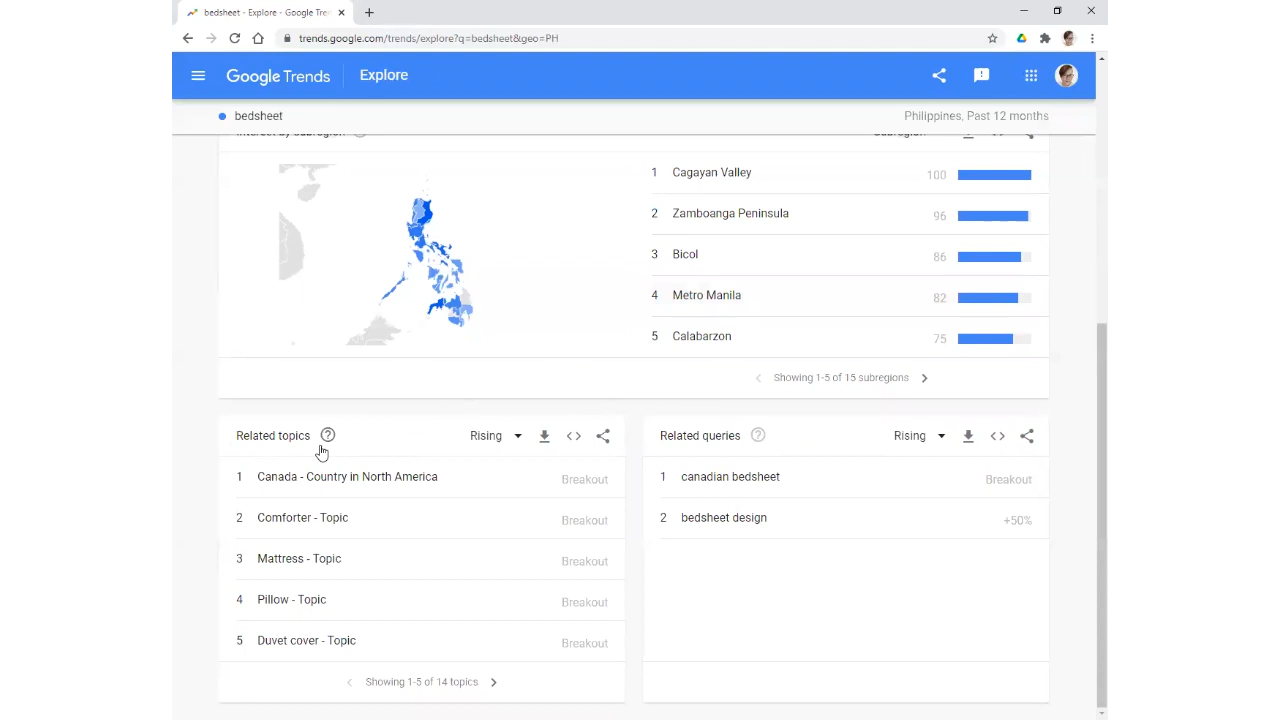 bedsheet - Explore - Google Tre
trends.google.com/trends/explore?q=bedsheet&geo=PH
Google Trends Explore
bedsheet Philippines, Past 12 months
Interest by subregion Subregion
1 Cagayan Valley 100
2 Zamboanga Peninsula 96
3 Bicol 86
4 Metro Manila 82
5 Calabarzon 75
Showing 1-5 of 15 subregions
Related topics Rising
1 Canada - Country in North America Breakout
2 Comforter - Topic Breakout
3 Mattress - Topic Breakout
4 Pillow - Topic Breakout
5 Duvet cover - Topic Breakout
Showing 1-5 of 14 topics
Related queries Rising
1 canadian bedsheet Breakout
2 bedsheet design +50%